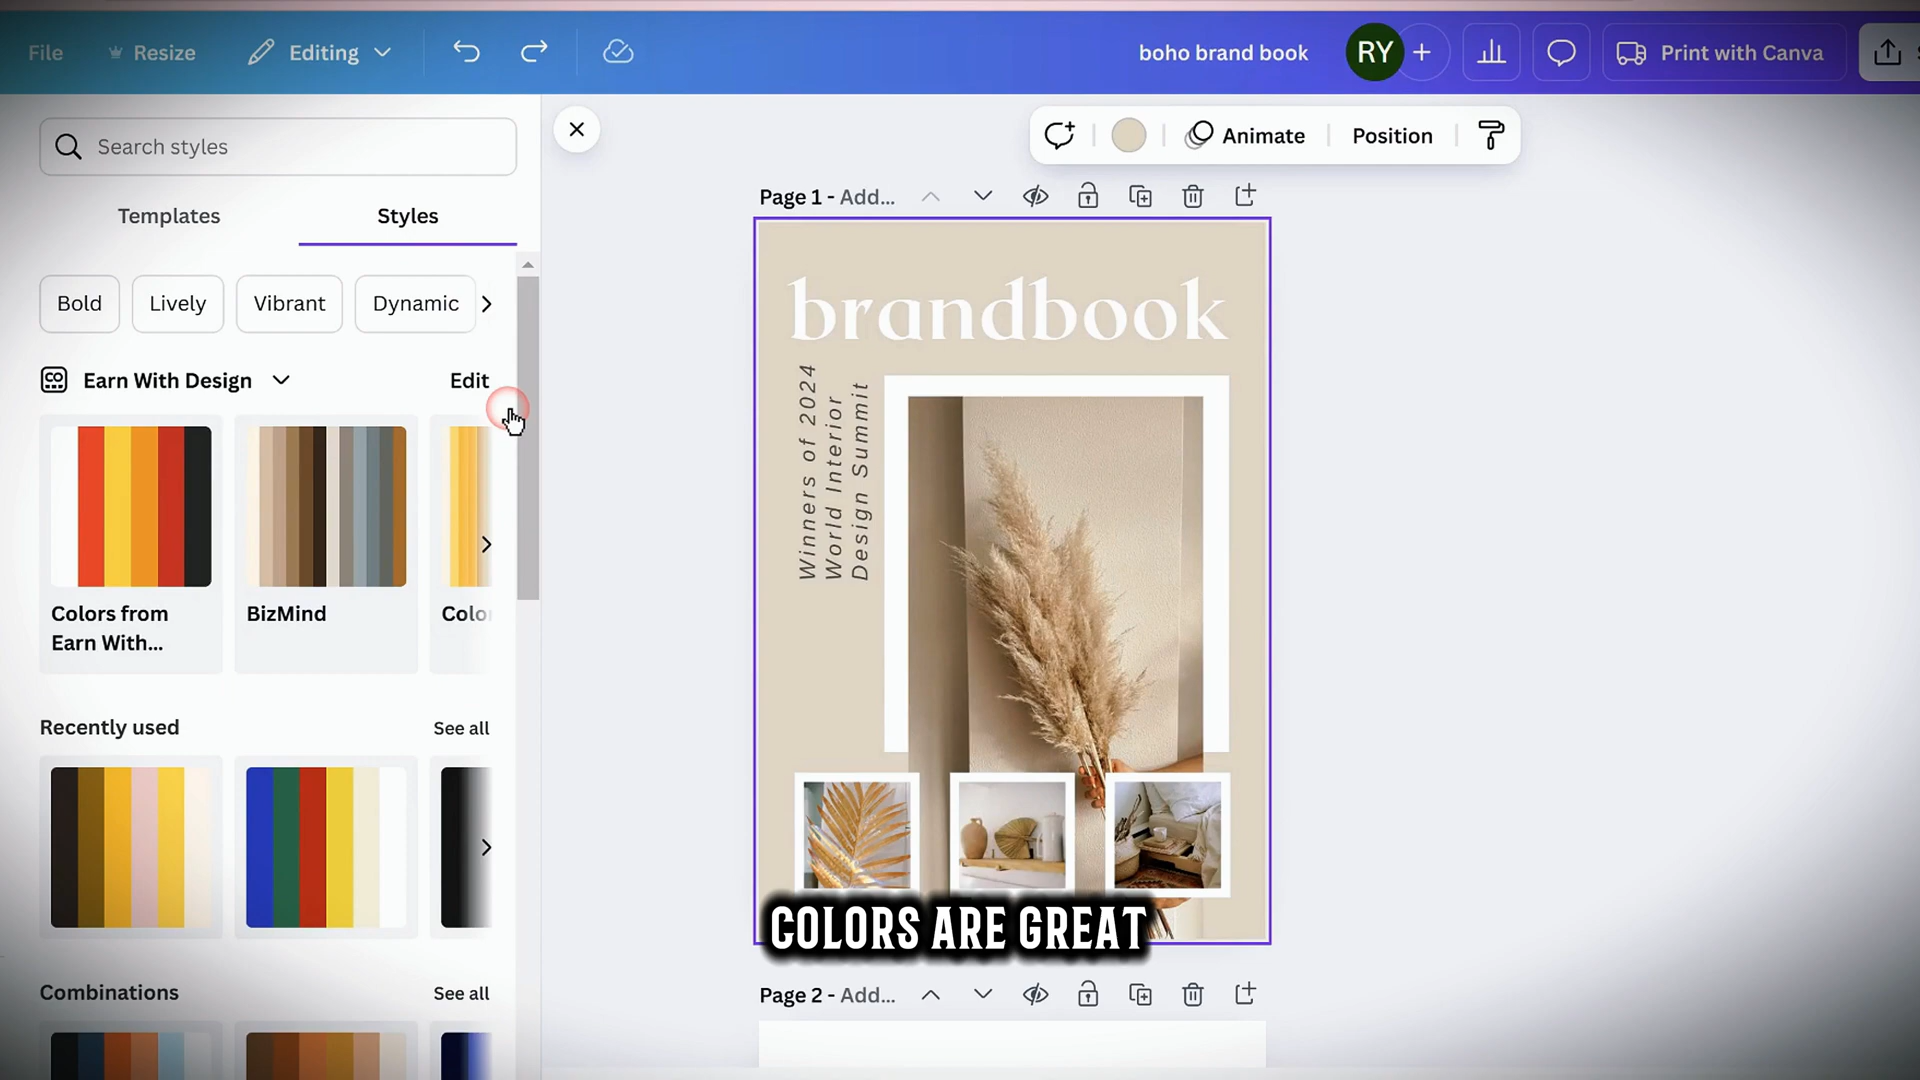 File
Resize
Editing
boho brand book
RY
Print with Canva
Search styles
Templates
Styles
Bold
Lively
Vibrant
Dynamic
Earn With Design
Edit
Colors from
Earn With...
BizMind
Colo
Recently used
See all
Combinations
See all
Animate
Position
Page 1 - Add...
brandbook
Winners of 2024
World Interior
Design Summit
COLORS ARE GREAT
Page 2 - Add...